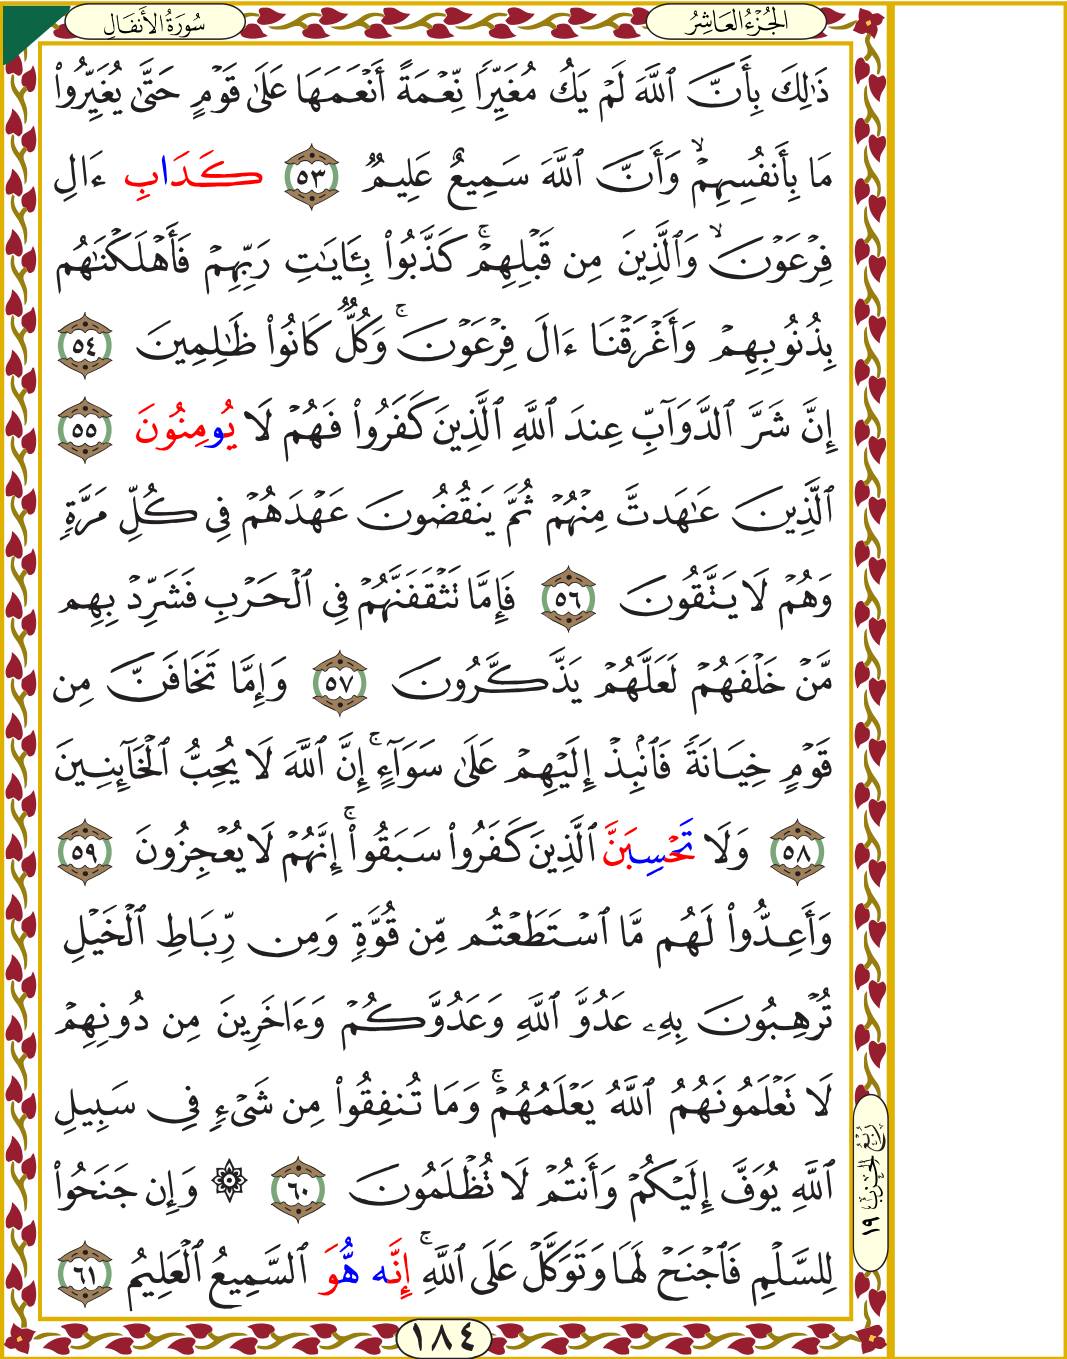 الجُزْءُ العَاشِرُ
سُورَةُ الأَنفَالِ
ذَٰلِكَ بِأَنَّ ٱللَّهَ لَمْ يَكُ مُغَيِّرٗا نِّعْمَةً أَنْعَمَهَا عَلَىٰ قَوْمٍ حَتَّىٰ يُغَيِّرُوا۟
مَا بِأَنفُسِهِمْۙ وَأَنَّ ٱللَّهَ سَمِيعٌ عَلِيمٞ ٥٣ كَدَابِ ءَالِ
فِرْعَوْنَۙ وَٱلَّذِينَ مِن قَبْلِهِمْۚ كَذَّبُوا۟ بِـَٔايَٰتِ رَبِّهِمْ فَأَهْلَكْنَٰهُم
بِذُنُوبِهِمْ وَأَغْرَقْنَا ءَالَ فِرْعَوْنَۚ وَكُلّٞ كَانُوا۟ ظَٰلِمِينَ ٥٤
إِنَّ شَرَّ ٱلدَّوَآبِّ عِندَ ٱللَّهِ ٱلَّذِينَ كَفَرُوا۟ فَهُمْ لَا يُومِنُونَ ٥٥
ٱلَّذِينَ عَٰهَدتَّ مِنْهُمْ ثُمَّ يَنقُضُونَ عَهْدَهُمْ فِى كُلِّ مَرَّةٖ
وَهُمْ لَا يَتَّقُونَ ٥٦ فَإِمَّا تَثْقَفَنَّهُمْ فِى ٱلْحَرْبِ فَشَرِّدْ بِهِم
مَّنْ خَلْفَهُمْ لَعَلَّهُمْ يَذَّكَّرُونَ ٥٧ وَإِمَّا تَخَافَنَّ مِن
قَوْمٍ خِيَانَةٗ فَٱنۢبِذْ إِلَيْهِمْ عَلَىٰ سَوَآءٍۚ إِنَّ ٱللَّهَ لَا يُحِبُّ ٱلْخَآئِنِينَ
٥٨ وَلَا تَحْسِبَنَّ ٱلَّذِينَ كَفَرُوا۟ سَبَقُوا۟ۚ إِنَّهُمْ لَا يُعْجِزُونَ ٥٩
وَأَعِدُّوا۟ لَهُم مَّا ٱسْتَطَعْتُم مِّن قُوَّةٖ وَمِن رِّبَاطِ ٱلْخَيْلِ
تُرْهِبُونَ بِهِۦ عَدُوَّ ٱللَّهِ وَعَدُوَّكُمْ وَءَاخَرِينَ مِن دُونِهِمْ
لَا تَعْلَمُونَهُمُ ٱللَّهُ يَعْلَمُهُمْۚ وَمَا تُنفِقُوا۟ مِن شَىْءٖ فِى سَبِيلِ
ٱللَّهِ يُوَفَّ إِلَيْكُمْ وَأَنتُمْ لَا تُظْلَمُونَ ٦٠ ۞ وَإِن جَنَحُوا۟
لِلسَّلْمِ فَٱجْنَحْ لَهَا وَتَوَكَّلْ عَلَى ٱللَّهِۚ إِنَّه هُّوَ ٱلسَّمِيعُ ٱلْعَلِيمُ ٦١
رُبْعُ الحِزْبِ ١٩
١٨٤